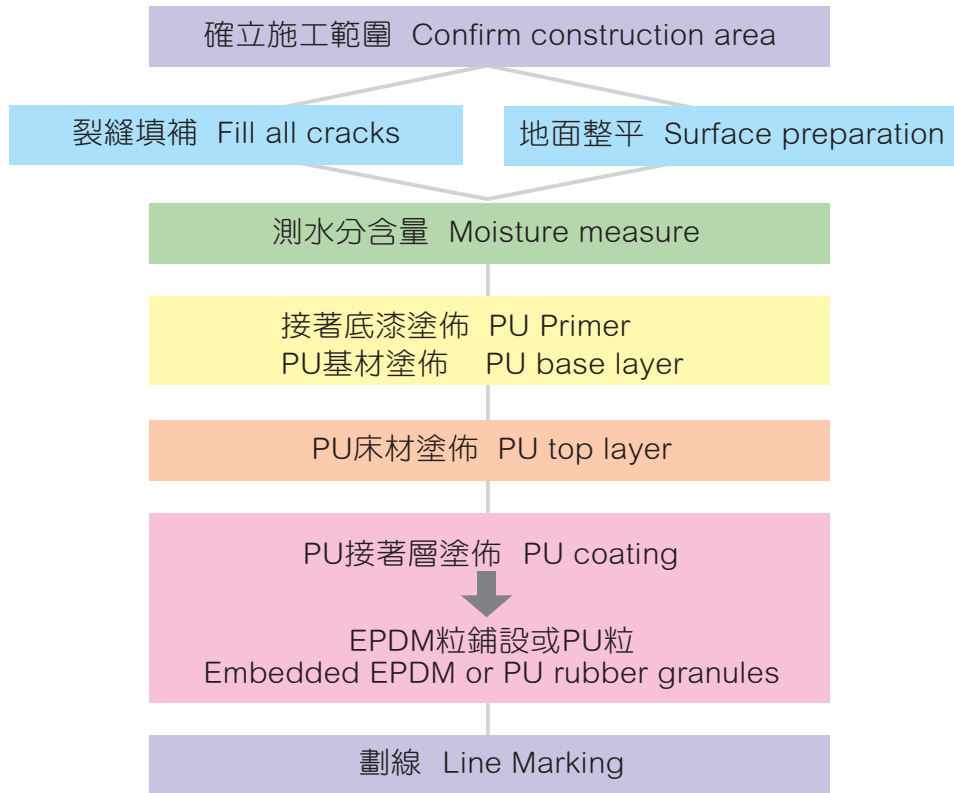 確立施工範圍 Confirm construction area
裂縫填補 Fill all cracks
地面整平 Surface preparation
測水分含量 Moisture measure
接著底漆塗佈 PU Primer
PU基材塗佈 PU base layer
PU床材塗佈 PU top layer
PU接著層塗佈 PU coating
EPDM粒鋪設或PU粒
Embedded EPDM or PU rubber granules
劃線 Line Marking